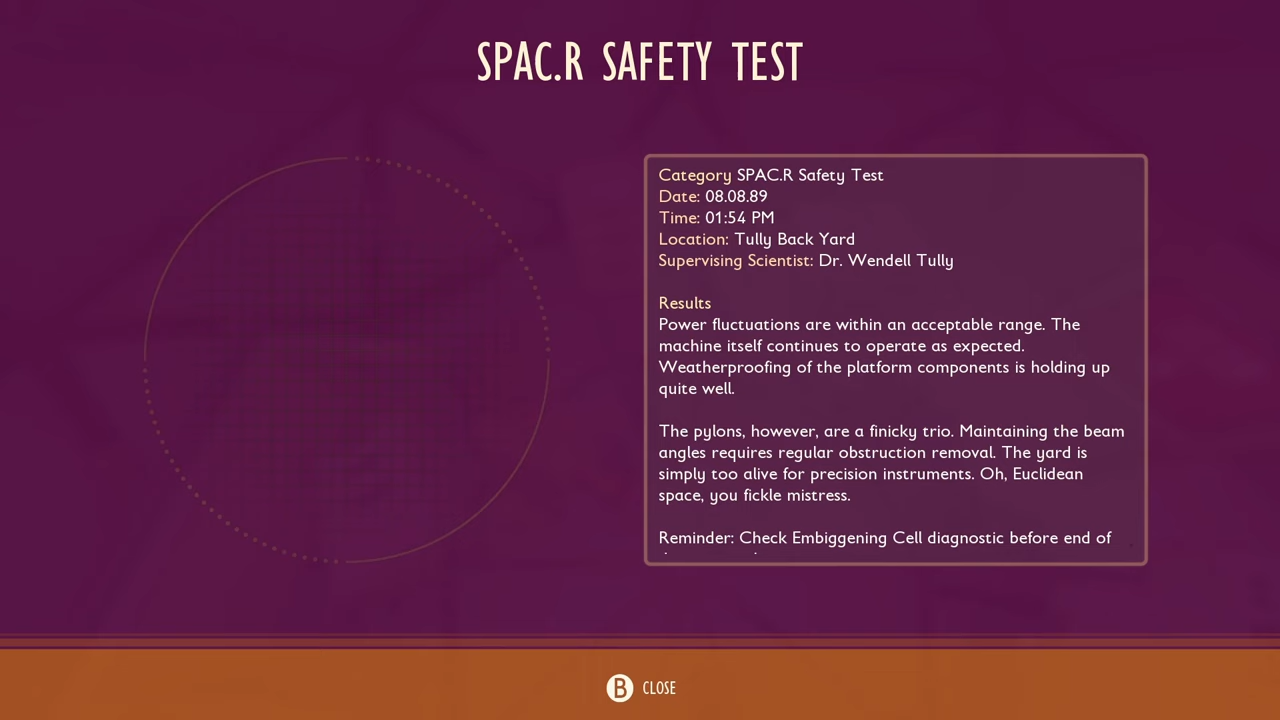 SPAC.R SAFETY TEST
Category SPAC.R Safety Test
Date: 08.08.89
Time: 01:54 PM
Location: Tully Back Yard
Supervising Scientist: Dr. Wendell Tully
Results
Power fluctuations are within an acceptable range. The
machine itself continues to operate as expected.
Weatherproofing of the platform components is holding up
quite well.
The pylons, however, are a finicky trio. Maintaining the beam
angles requires regular obstruction removal. The yard is
simply too alive for precision instruments. Oh, Euclidean
space, you fickle mistress.
Reminder: Check Embiggening Cell diagnostic before end of
B CLOSE